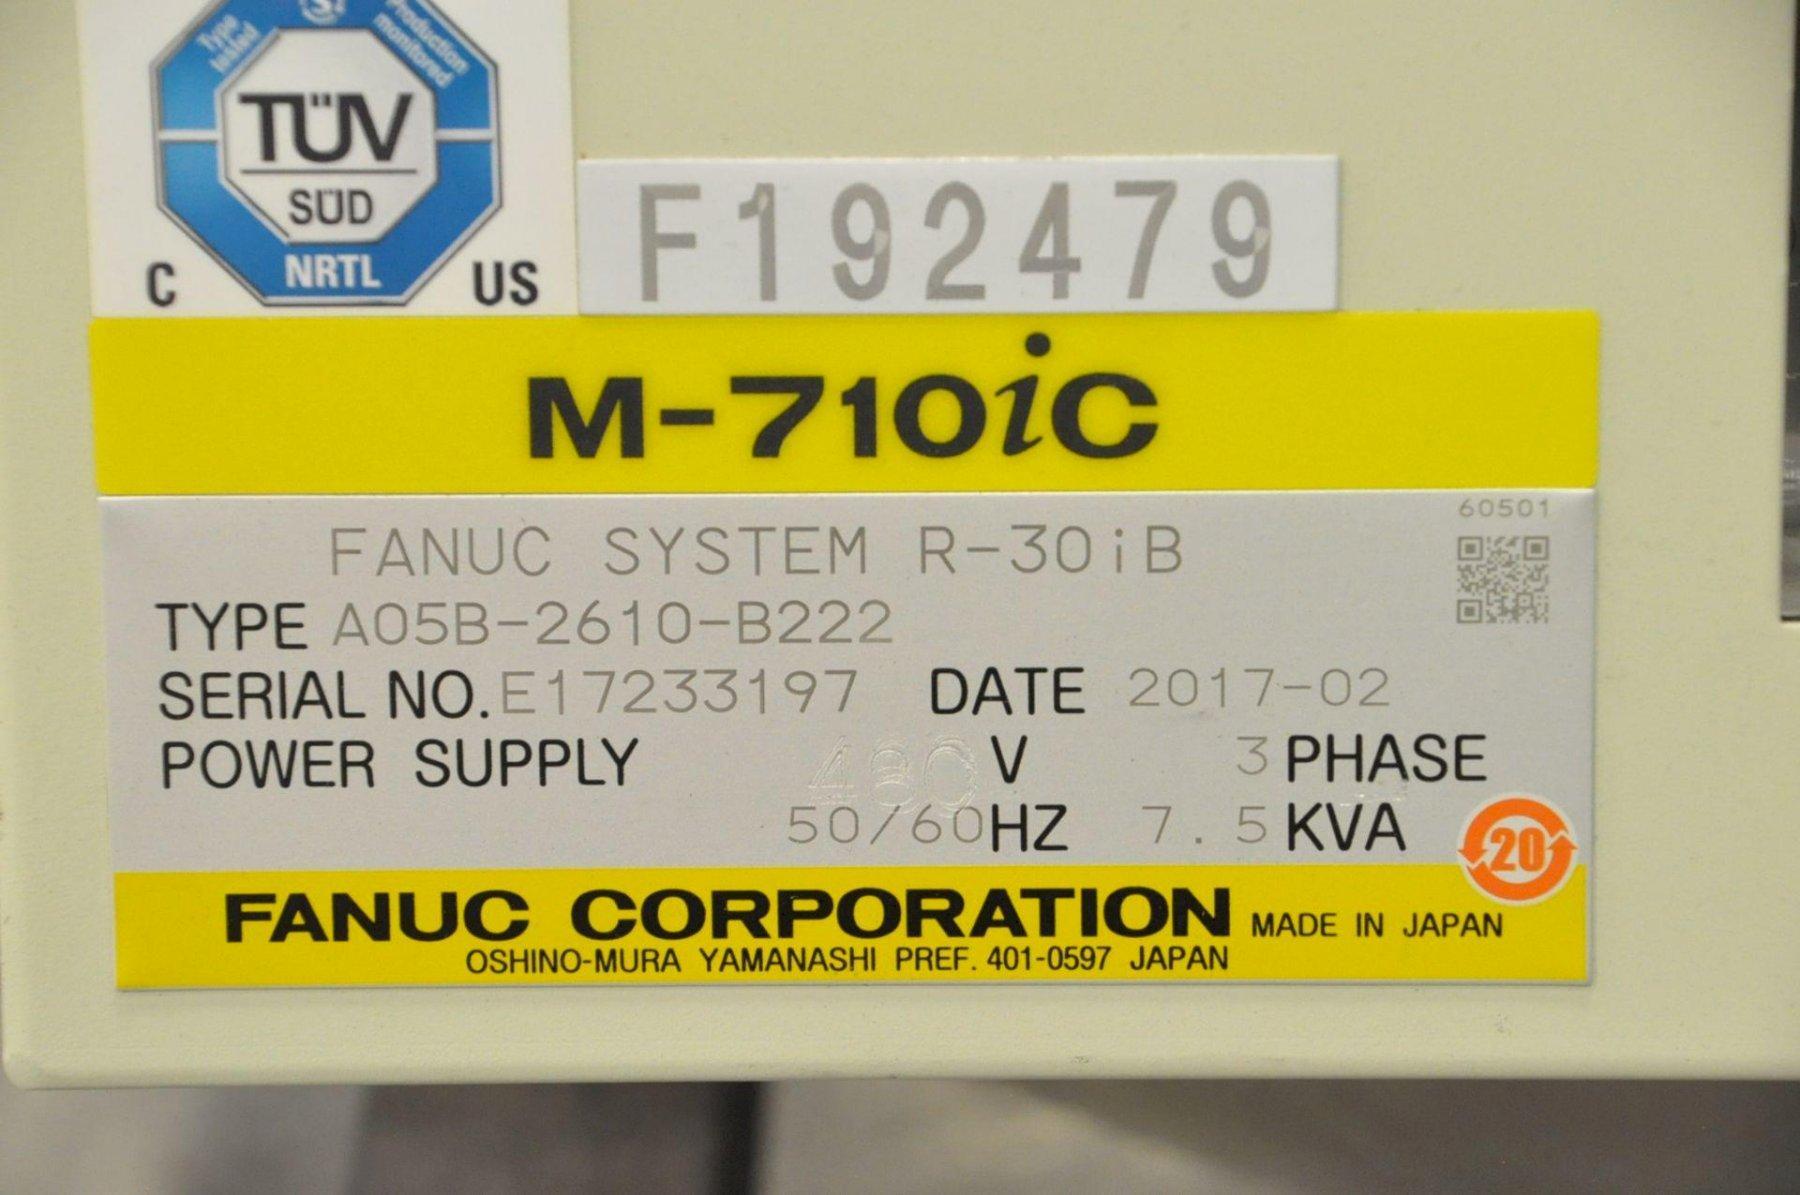 Type tested
Production monitored
TÜV
SÜD
NRTL
C US
F192479
M-710iC
60501
FANUC SYSTEM R-30iB
TYPE A05B-2610-B222
SERIAL NO. E17233197 DATE 2017-02
POWER SUPPLY 480 V 3 PHASE
50/60HZ 7.5 KVA
20
FANUC CORPORATION MADE IN JAPAN
OSHINO-MURA YAMANASHI PREF. 401-0597 JAPAN